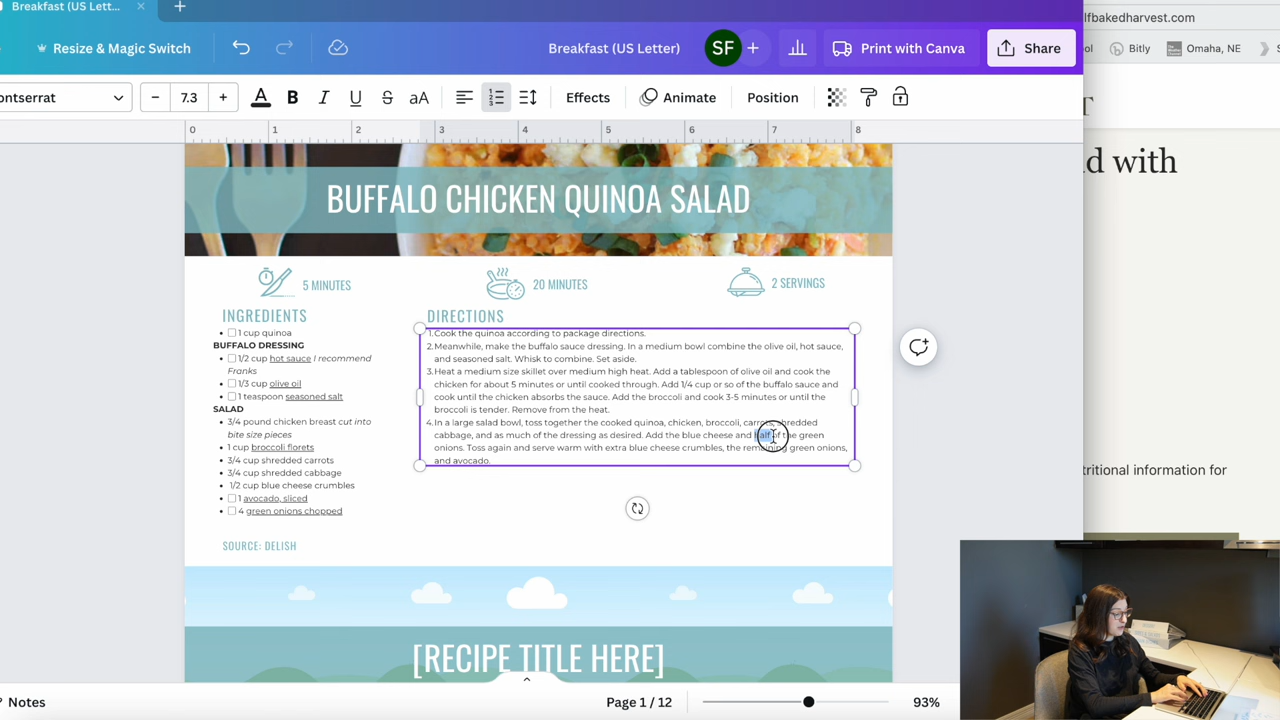 Breakfast (US Lett...
Resize & Magic Switch
Breakfast (US Letter)
SF
Print with Canva
Share
lfbakedharvest.com
Bitly
Omaha, NE
ontserrat
7.3
A
B
I
U
S
aA
Effects
Animate
Position
0 1 2 3 4 5 6 7 8
T
d with
BUFFALO CHICKEN QUINOA SALAD
5 MINUTES
20 MINUTES
2 SERVINGS
INGREDIENTS
1 cup quinoa
BUFFALO DRESSING
1/2 cup hot sauce I recommend
Franks
1/3 cup olive oil
1 teaspoon seasoned salt
SALAD
3/4 pound chicken breast cut into
bite size pieces
1 cup broccoli florets
3/4 cup shredded carrots
3/4 cup shredded cabbage
1/2 cup blue cheese crumbles
1 avocado, sliced
4 green onions chopped
SOURCE: DELISH
DIRECTIONS
1. Cook the quinoa according to package directions.
2. Meanwhile, make the buffalo sauce dressing. In a medium bowl combine the olive oil, hot sauce,
and seasoned salt. Whisk to combine. Set aside.
3. Heat a medium size skillet over medium high heat. Add a tablespoon of olive oil and cook the
chicken for about 5 minutes or until cooked through. Add 1/4 cup or so of the buffalo sauce and
cook until the chicken absorbs the sauce. Add the broccoli and cook 3-5 minutes or until the
broccoli is tender. Remove from the heat.
4. In a large salad bowl, toss together the cooked quinoa, chicken, broccoli, carrots, shredded
cabbage, and as much of the dressing as desired. Add the blue cheese and half of the green
onions. Toss again and serve warm with extra blue cheese crumbles, the remaining green onions,
and avocado.
tritional information for
[RECIPE TITLE HERE]
Notes
Page 1 / 12
93%